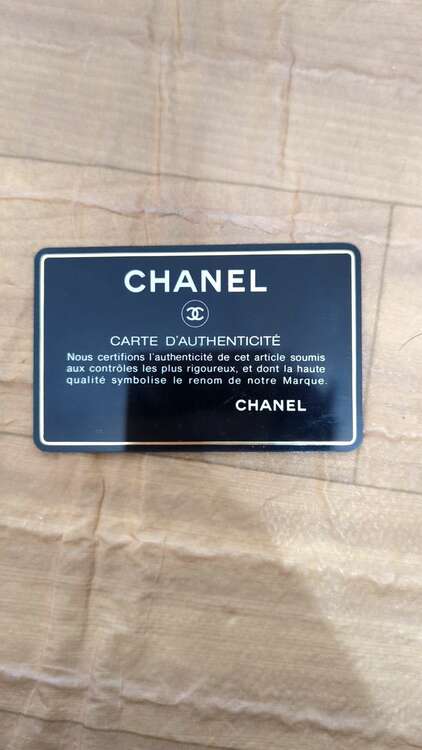 CHANEL
CARTE D'AUTHENTICITÉ
Nous certifions l'authenticité de cet article soumis
aux contrôles les plus rigoureux, et dont la haute
qualité symbolise le renom de notre Marque.
CHANEL